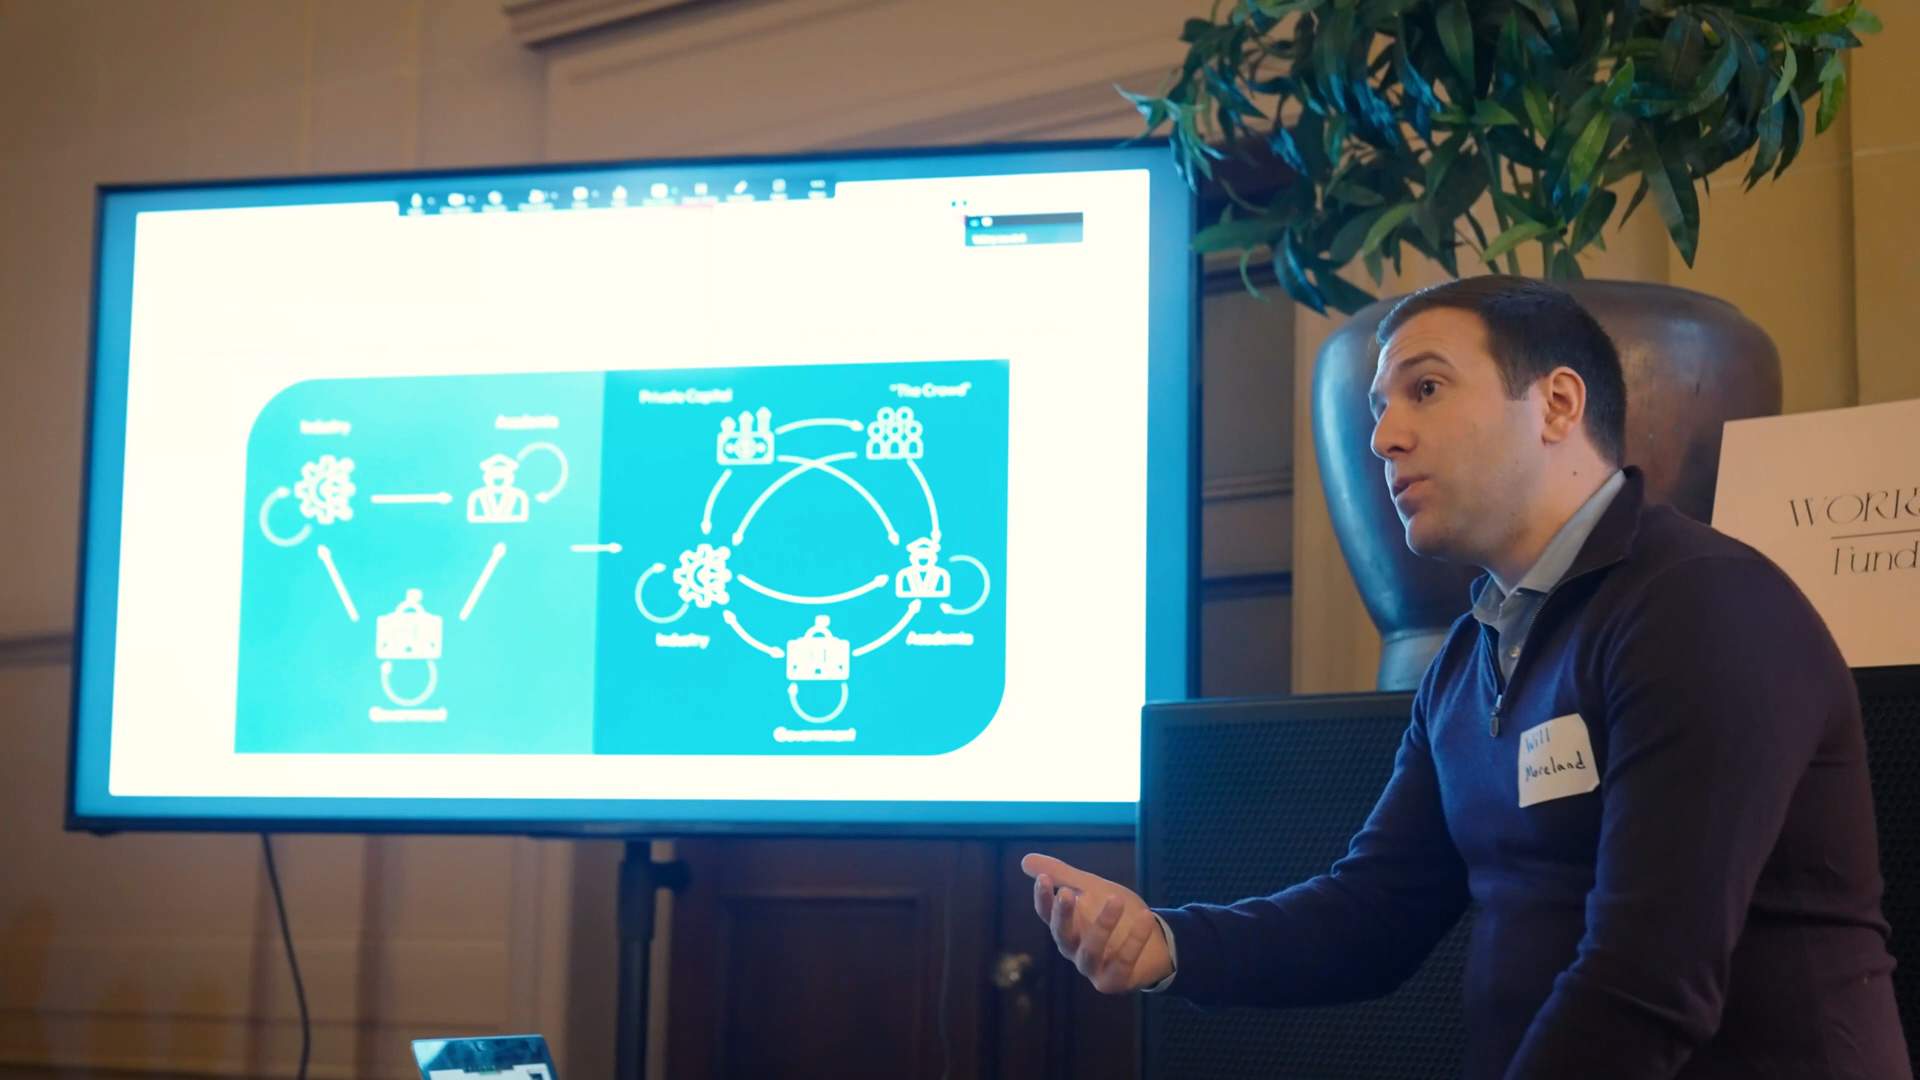 Private Capital
"The Crowd"
Industry
Academia
Industry
Academia
Government
Government
Will
Moreland
WORK
Fund